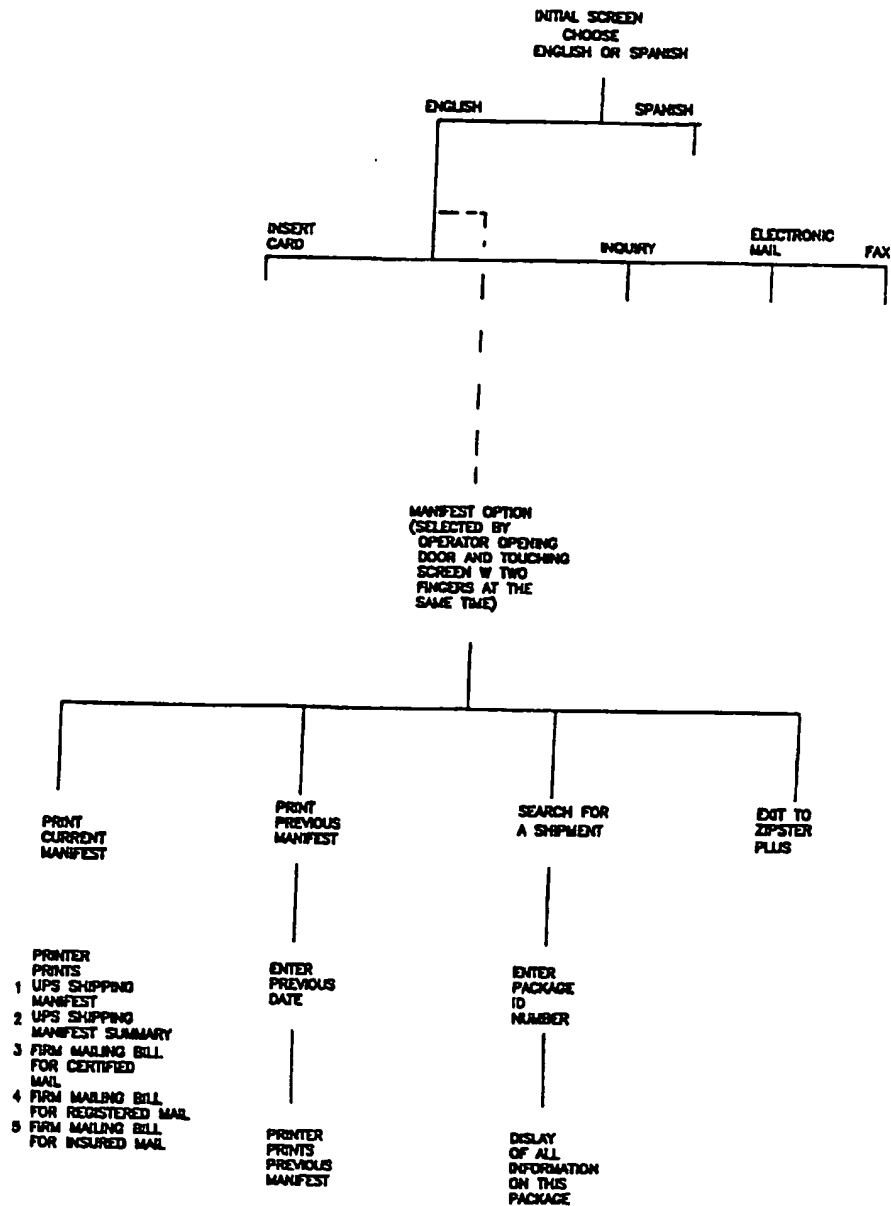 INITIAL SCREEN
CHOOSE
ENGLISH OR SPANISH
ENGLISH
SPANISH
INSERT
CARD
INQUIRY
ELECTRONIC
MAIL
FAX
MANIFEST OPTION
(SELECTED BY
OPERATOR OPENING
DOOR AND TOUCHING
SCREEN W TWO
FINGERS AT THE
SAME TIME)
PRINT
CURRENT
MANIFEST
PRINT
PREVIOUS
MANIFEST
SEARCH FOR
A SHIPMENT
EXIT TO
ZIPSTER
PLUS
PRINTER
PRINTS
1 UPS SHIPPING
MANIFEST
2 UPS SHIPPING
MANIFEST SUMMARY
3 FIRM MAILING BILL
FOR CERTIFIED
MAIL
4 FIRM MAILING BILL
FOR REGISTERED MAIL
5 FIRM MAILING BILL
FOR INSURED MAIL
ENTER
PREVIOUS
DATE
PRINTER
PRINTS
PREVIOUS
MANIFEST
ENTER
PACKAGE
ID
NUMBER
DISLAY
OF ALL
INFORMATION
ON THIS
PACKAGE